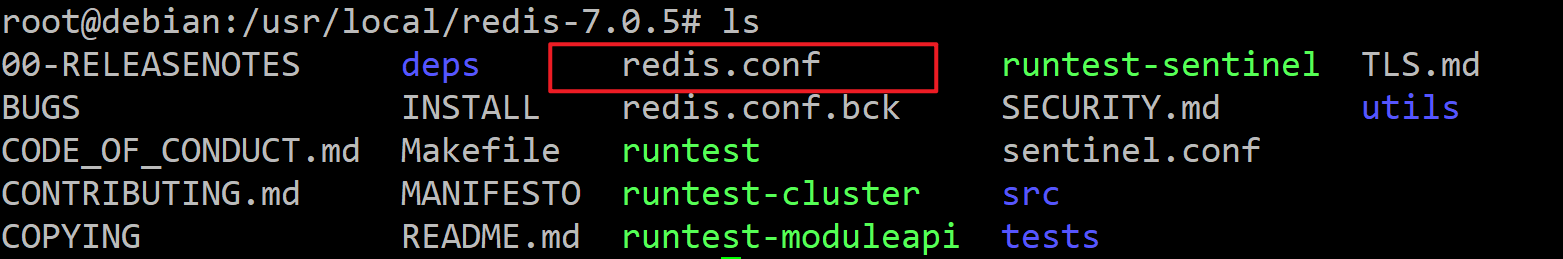 root@debian:/usr/local/redis-7.0.5# ls
00-RELEASENOTES deps redis.conf runtest-sentinel TLS.md
BUGS INSTALL redis.conf.bck SECURITY.md utils
CODE_OF_CONDUCT.md Makefile runtest sentinel.conf
CONTRIBUTING.md MANIFESTO runtest-cluster src
COPYING README.md runtest-moduleapi tests